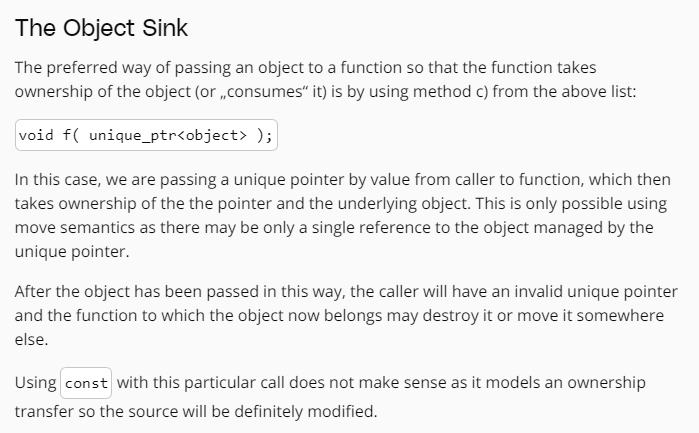 The Object Sink
The preferred way of passing an object to a function so that the function takes
ownership of the object (or „consumes“ it) is by using method c) from the above list:
void f( unique_ptr<object> );
In this case, we are passing a unique pointer by value from caller to function, which then
takes ownership of the the pointer and the underlying object. This is only possible using
move semantics as there may be only a single reference to the object managed by the
unique pointer.
After the object has been passed in this way, the caller will have an invalid unique pointer
and the function to which the object now belongs may destroy it or move it somewhere
else.
Using const with this particular call does not make sense as it models an ownership
transfer so the source will be definitely modified.